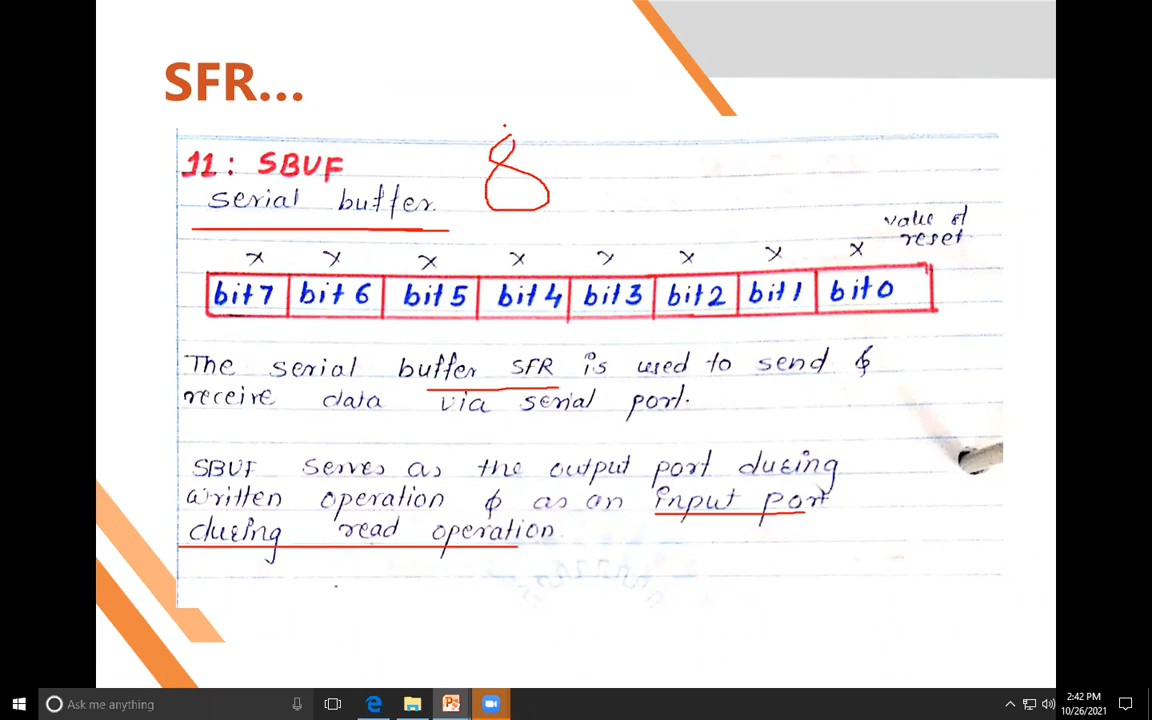 SFR...
8
11: SBUF
serial buffer.
value of
reset.
x x x x x x x x
bit7 bit 6 bit 5 bit 4 bit 3 bit 2 bit 1 bit 0
The serial buffer SFR is used to send &
receive data via serial port.
SBUF serves as the output port during
written operation & as an input port
during read operation.
Ask me anything
2:42 PM
10/26/2021